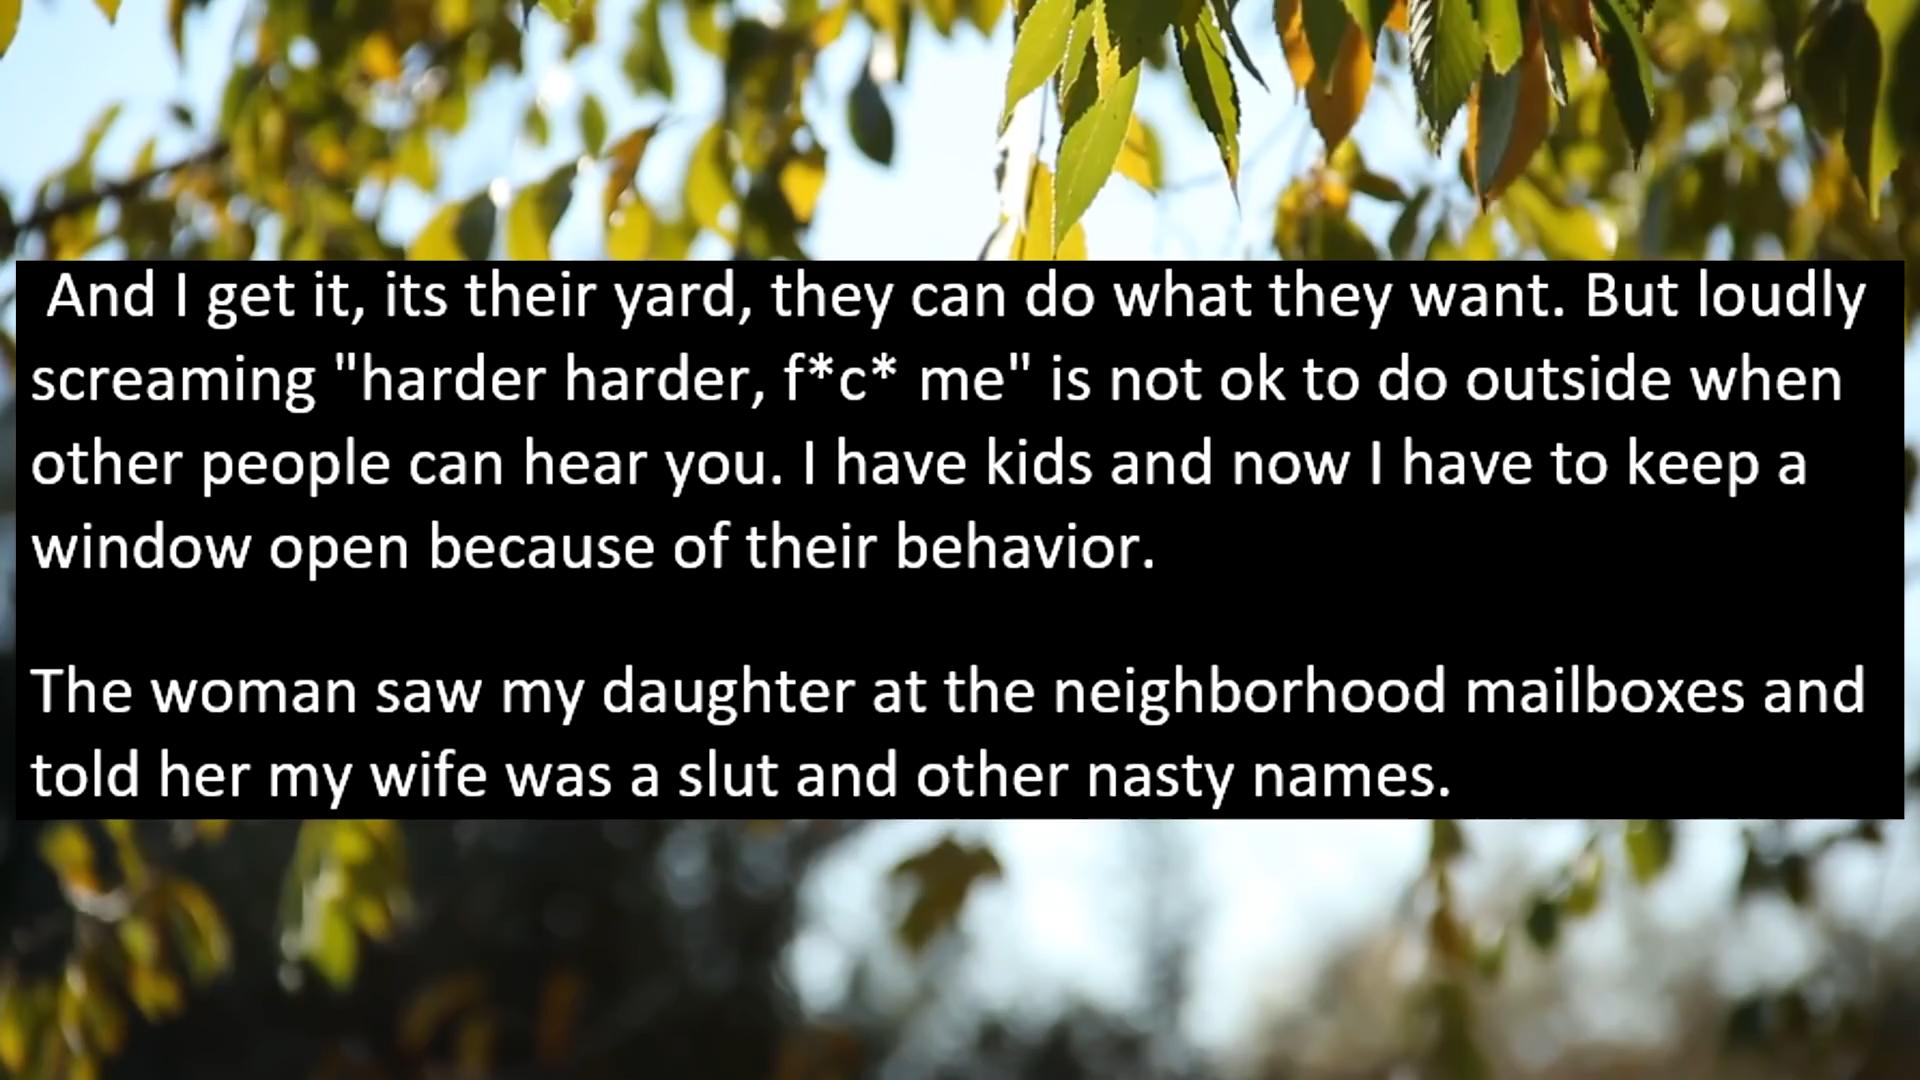 And I get it, its their yard, they can do what they want. But loudly
screaming "harder harder, f*c* me" is not ok to do outside when
other people can hear you. I have kids and now I have to keep a
window open because of their behavior.
The woman saw my daughter at the neighborhood mailboxes and
told her my wife was a slut and other nasty names.